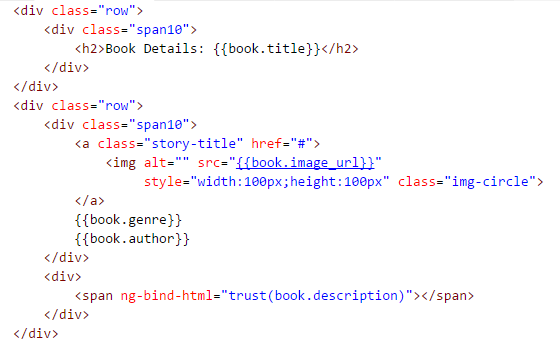 <div class="row">
    <div class="span10">
        <h2>Book Details: {{book.title}}</h2>
    </div>
</div>
<div class="row">
    <div class="span10">
        <a class="story-title" href="#">
            <img alt="" src="{{book.image_url}}"
                 style="width:100px;height:100px" class="img-circle">
        </a>
        {{book.genre}}
        {{book.author}}
    </div>
    <div>
        <span ng-bind-html="trust(book.description)"></span>
    </div>
</div>